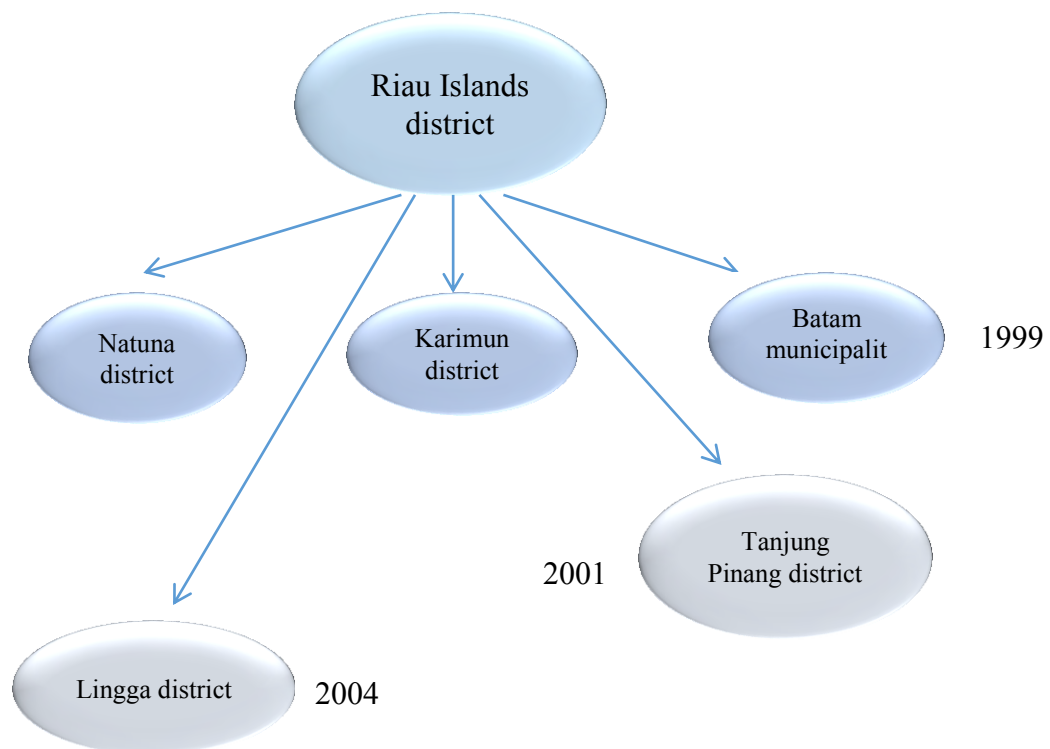 Riau Islands
district
Natuna
district
Karimun
district
Batam
municipalit
1999
Tanjung
Pinang district
2001
Lingga district
2004